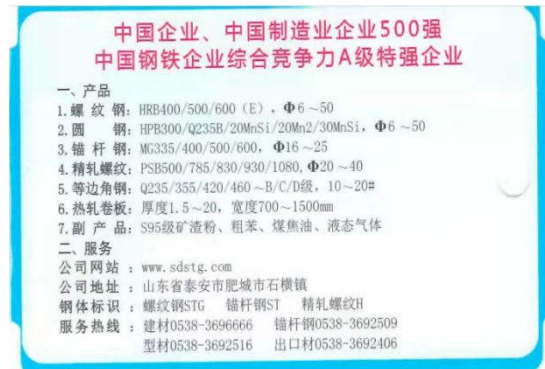 中国企业、中国制造业企业500强
中国钢铁企业综合竞争力A级特强企业
一、产品
1.螺 纹 钢：HRB400/500/600（E），Φ6～50
2.圆　　钢：HPB300/Q235B/20MnSi/20Mn2/30MnSi，Φ6～50
3.锚 杆 钢：MG335/400/500/600，Φ16～25
4.精轧螺纹：PSB500/785/830/930/1080,Φ20～40
5.等边角钢：Q235/355/420/460～B/C/D级，10～20#
6.热轧卷板：厚度1.5～20，宽度700～1500mm
7.副 产 品：S95级矿渣粉、粗苯、煤焦油、液态气体
二、服务
公司网站：www.sdstg.com
公司地址：山东省泰安市肥城市石横镇
钢体标识：螺纹钢STG　锚杆钢ST　精轧螺纹H
服务热线：建材0538-3696666　锚杆钢0538-3692509
型材0538-3692516　出口材0538-3692406